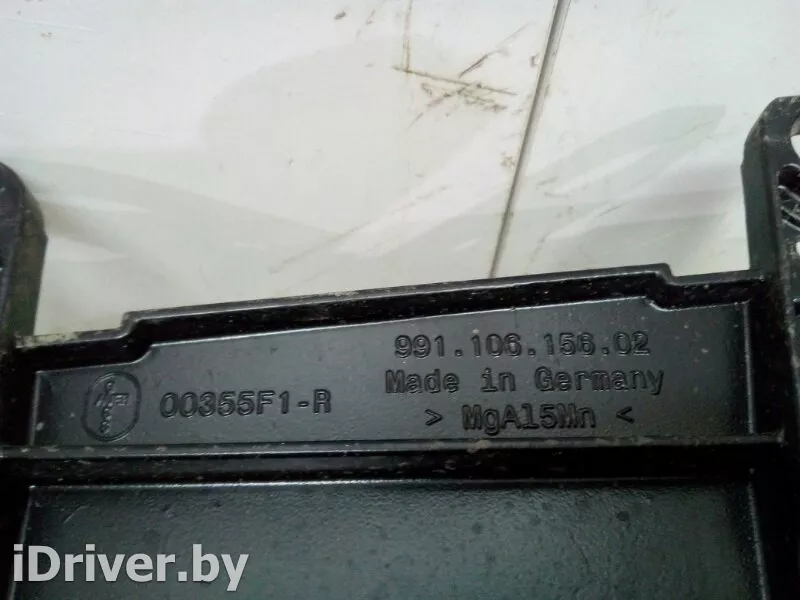 991.106.156.02
Made in Germany
> MgAl5Mn <
00355F1-R
iDriver.by